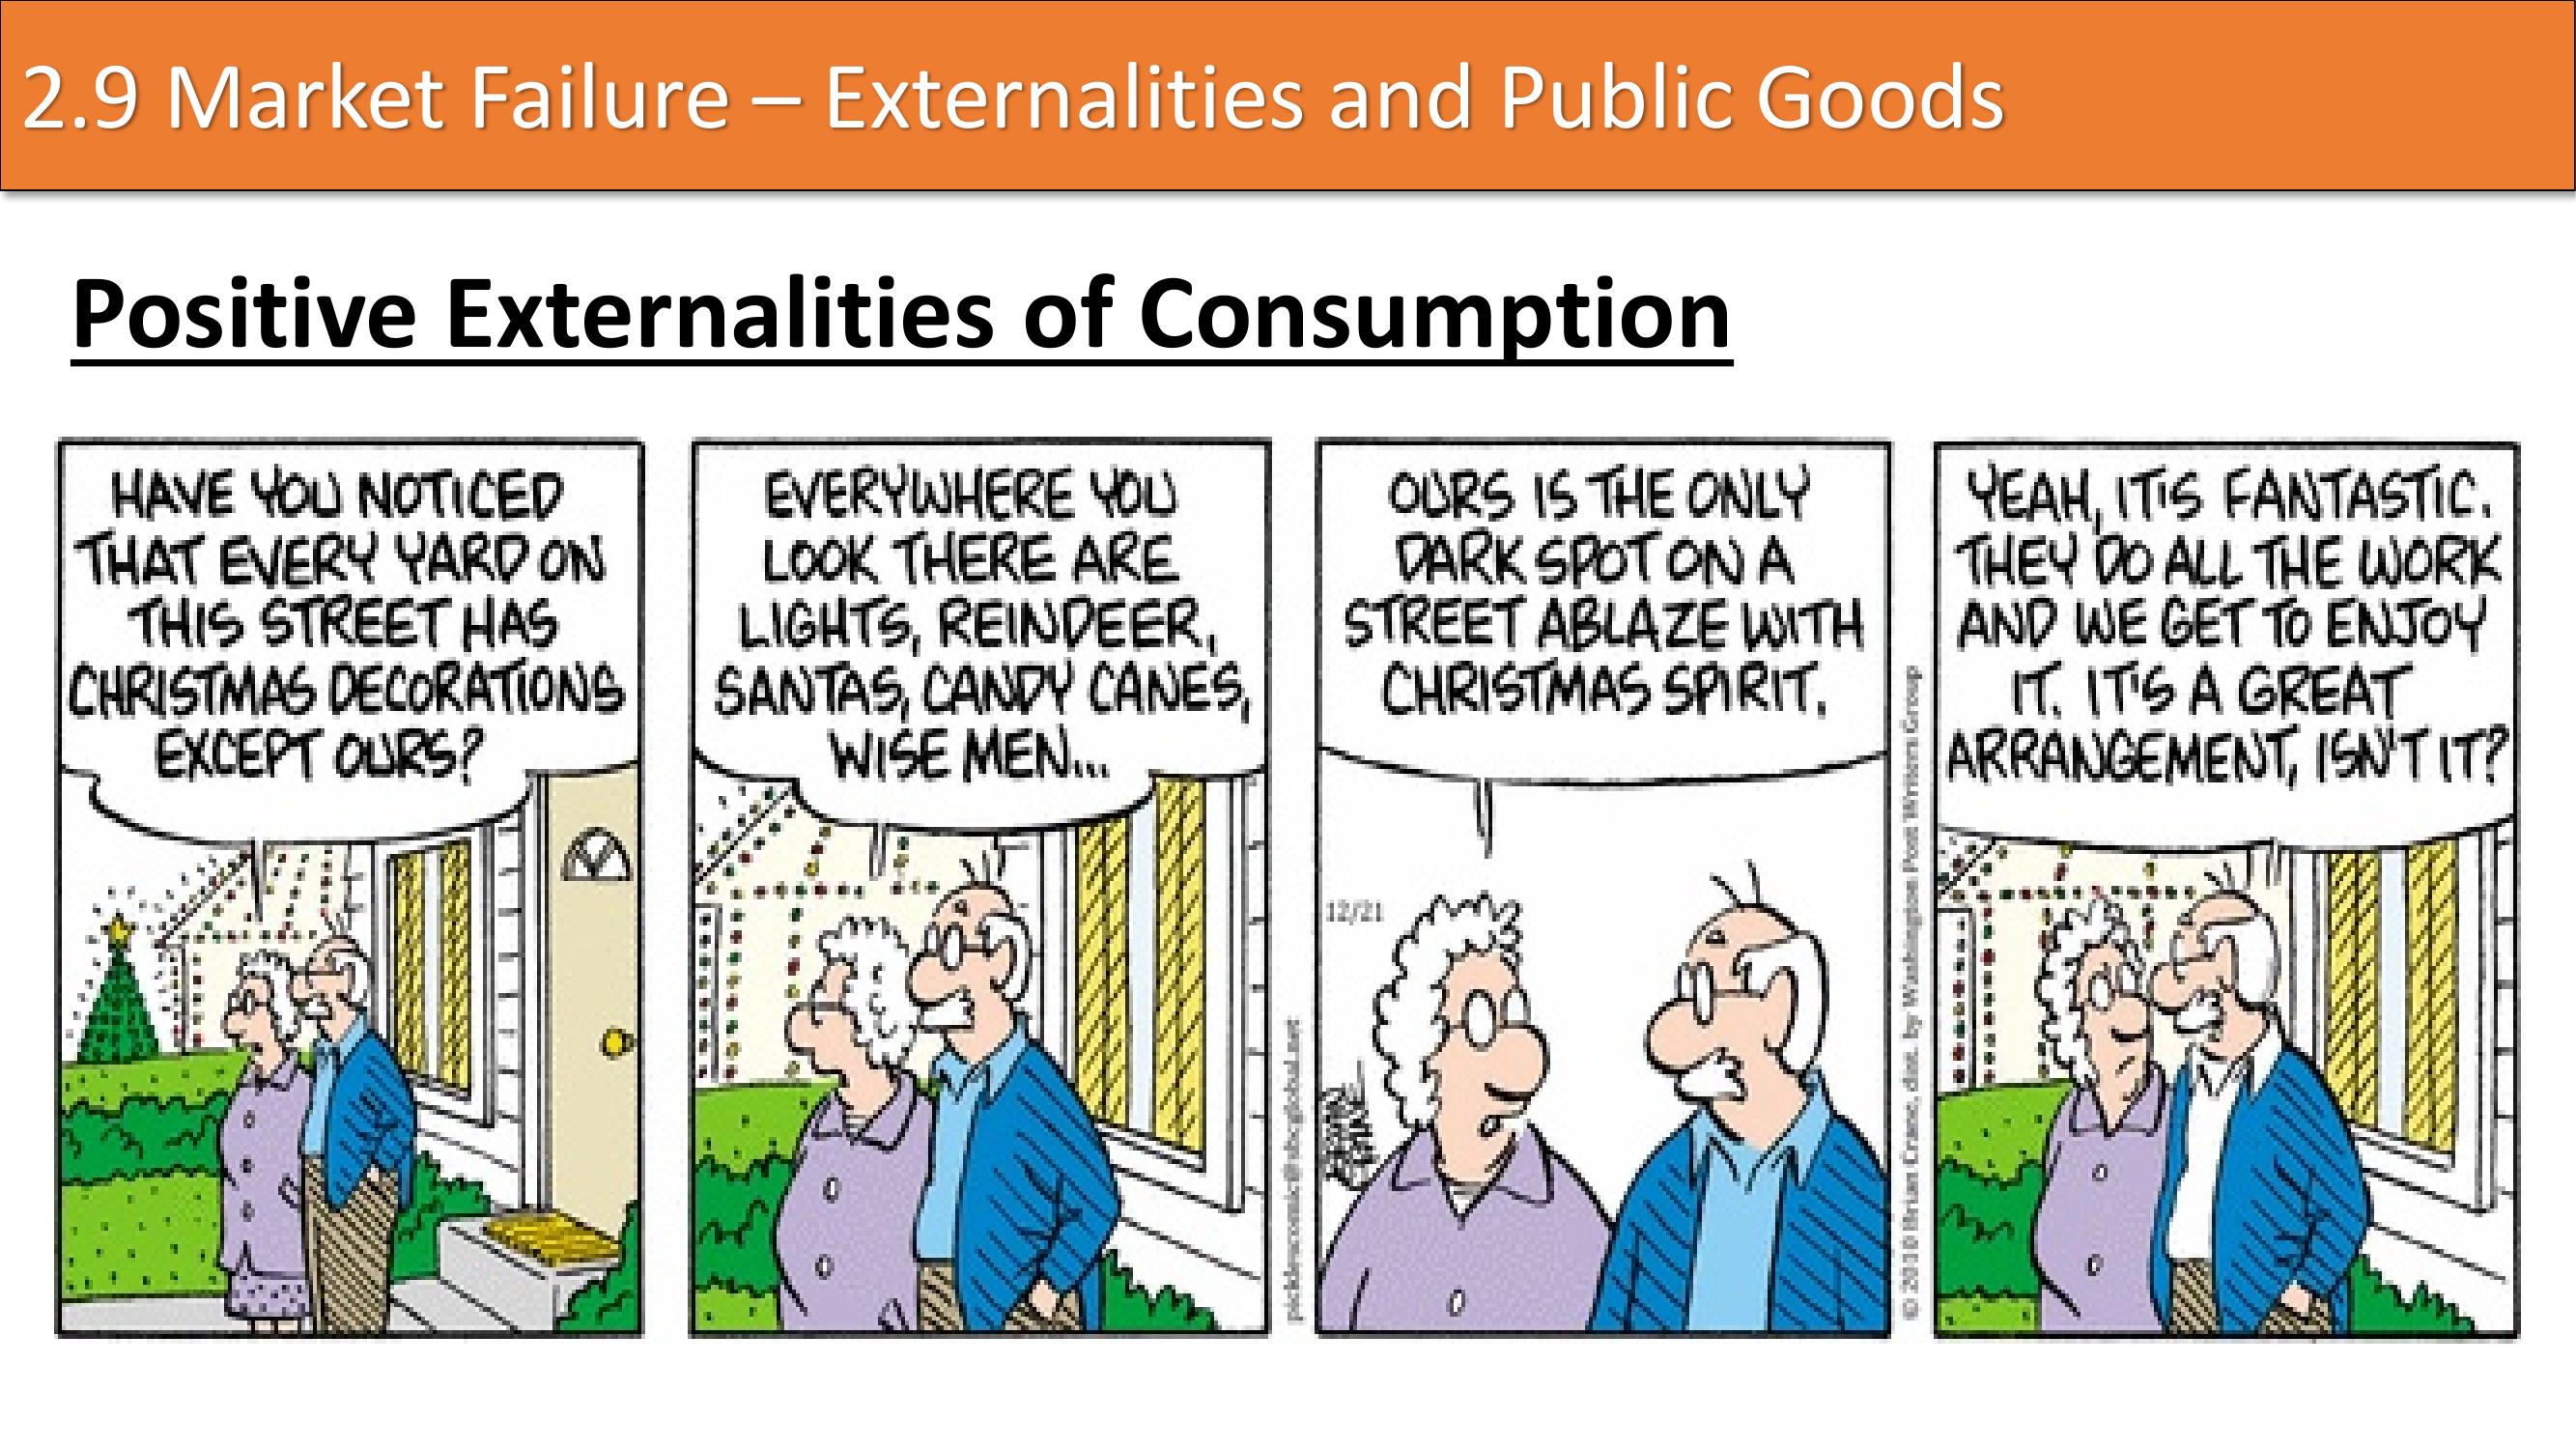 2.9 Market Failure – Externalities and Public Goods
Positive Externalities of Consumption
HAVE YOU NOTICED
THAT EVERY YARD ON
THIS STREET HAS
CHRISTMAS DECORATIONS
EXCEPT OURS?
EVERYWHERE YOU
LOOK THERE ARE
LIGHTS, REINDEER,
SANTAS, CANDY CANES,
WISE MEN...
picklescomic@sbcglobal.net
OURS IS THE ONLY
DARK SPOT ON A
STREET ABLAZE WITH
CHRISTMAS SPIRIT.
12/21
BRIAN
CRANE
© 2010 Brian Crane, dist. by Washington Post Writers Group
YEAH, IT'S FANTASTIC.
THEY DO ALL THE WORK
AND WE GET TO ENJOY
IT. IT'S A GREAT
ARRANGEMENT, ISN'T IT?